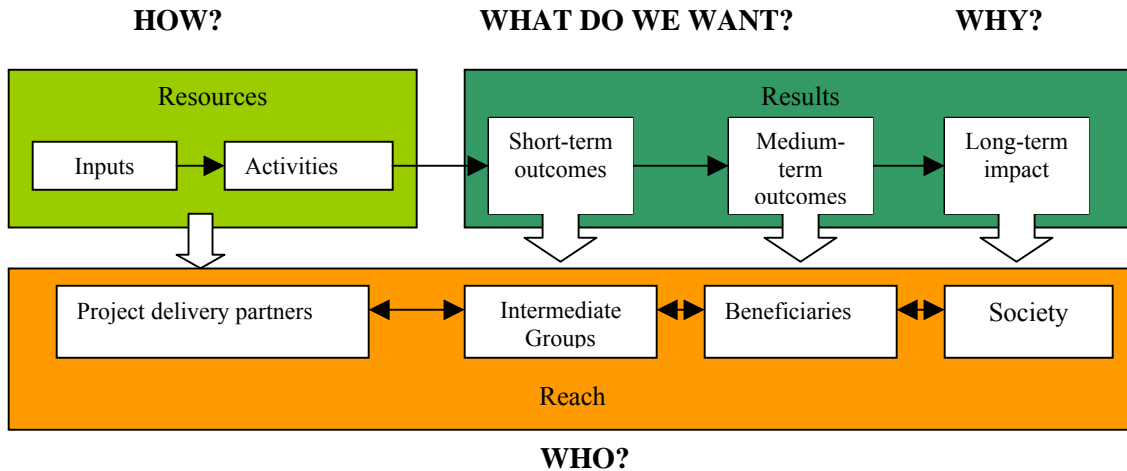 HOW?
WHAT DO WE WANT?
WHY?
Resources
Results
Inputs
Activities
Short-term
outcomes
Medium-
term
outcomes
Long-term
impact
Project delivery partners
Intermediate
Groups
Beneficiaries
Society
Reach
WHO?